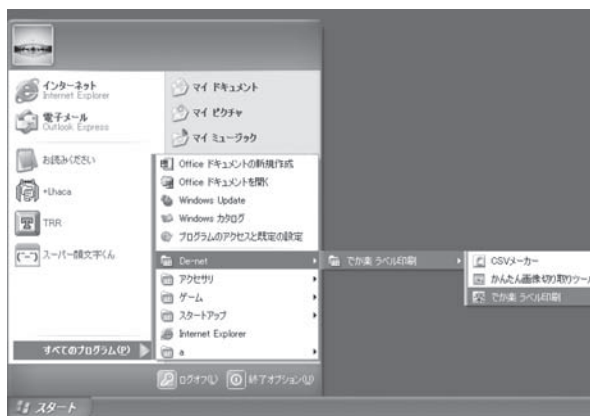 インターネット
Internet Explorer
電子メール
Outlook Express
お読みください
+Lhaca
TRR
スーパー顔文字くん
すべてのプログラム(P)
マイ ドキュメント
マイ ピクチャ
マイ ミュージック
Office ドキュメントの新規作成
Office ドキュメントを開く
Windows Update
Windows カタログ
プログラムのアクセスと既定の設定
De-net
アクセサリ
ゲーム
スタートアップ
Internet Explorer
a
でか楽 ラベル印刷
CSVメーカー
かんたん画像切り取りツール
でか楽 ラベル印刷
ログオフ(L)
終了オプション(U)
スタート